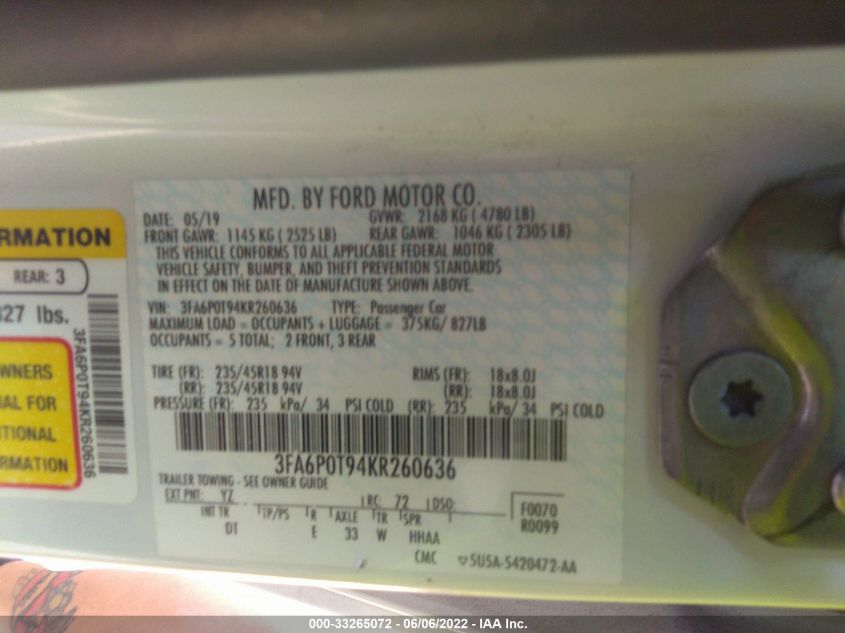 MFD. BY FORD MOTOR CO.
DATE: 05/19 GVWR: 2168 KG ( 4780 LB)
FRONT GAWR: 1145 KG ( 2525 LB) REAR GAWR: 1046 KG ( 2305 LB)
THIS VEHICLE CONFORMS TO ALL APPLICABLE FEDERAL MOTOR
VEHICLE SAFETY, BUMPER, AND THEFT PREVENTION STANDARDS
IN EFFECT ON THE DATE OF MANUFACTURE SHOWN ABOVE.
VIN: 3FA6P0T94KR260636 TYPE: Passenger Car
MAXIMUM LOAD = OCCUPANTS + LUGGAGE = 375KG/ 827LB
OCCUPANTS = 5 TOTAL; 2 FRONT, 3 REAR
TIRE (FR): 235/45R18 94V RIMS (FR): 18x8.0J
(RR): 235/45R18 94V (RR): 18x8.0J
PRESSURE (FR): 235 kPa/ 34 PSI COLD (RR): 235 kPa/ 34 PSI COLD
3FA6P0T94KR260636
TRAILER TOWING - SEE OWNER GUIDE
EXT PNT: YZ RC: 72 DSO: F0070
INT TR TP/PS R AXLE TR SPR R0099
DT E 33 W HHAA
CMC 5U5A-5420472-AA
RMATION
REAR: 3
827 lbs.
3FA6P0T94KR260636
WNERS
AL FOR
ITIONAL
RMATION
000-33265072 - 06/06/2022 - IAA Inc.